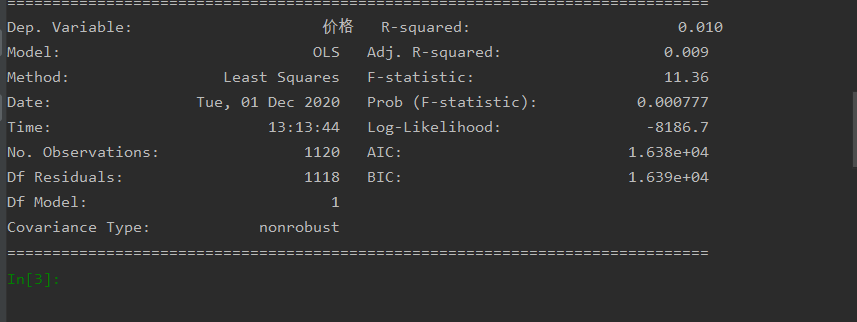 ==============================================================================
Dep. Variable:                     价格   R-squared:                       0.010
Model:                            OLS   Adj. R-squared:                  0.009
Method:                 Least Squares   F-statistic:                     11.36
Date:                Tue, 01 Dec 2020   Prob (F-statistic):           0.000777
Time:                        13:13:44   Log-Likelihood:                -8186.7
No. Observations:                1120   AIC:                         1.638e+04
Df Residuals:                    1118   BIC:                         1.639e+04
Df Model:                           1
Covariance Type:            nonrobust
==============================================================================
In[3]: